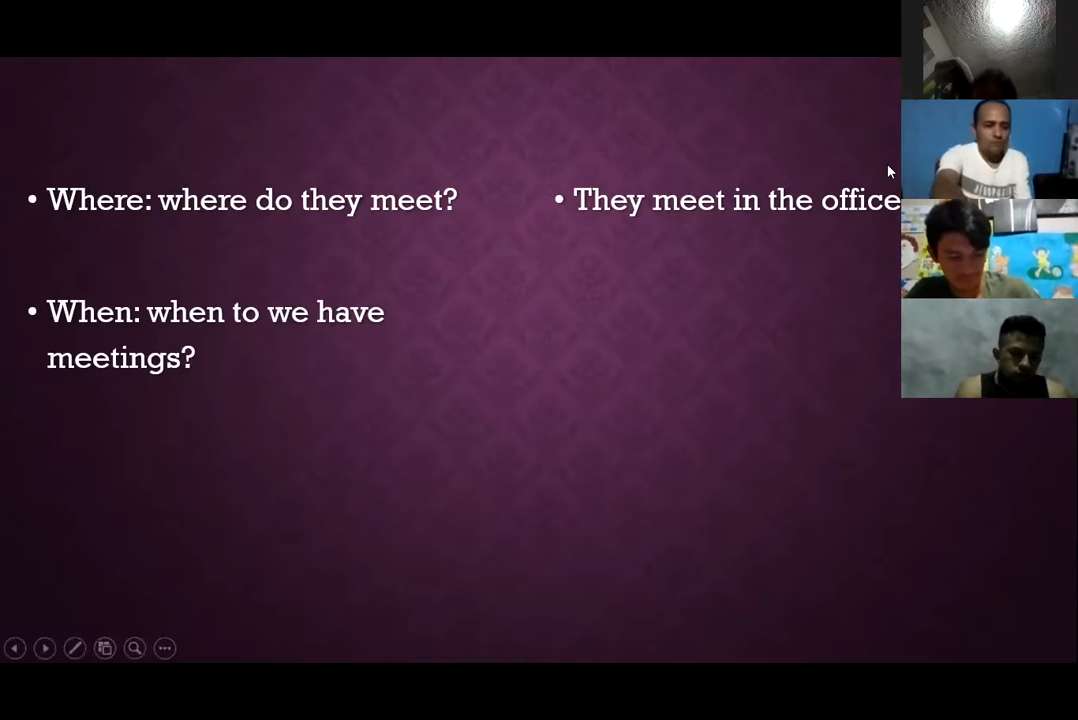 • Where: where do they meet?
• They meet in the office
• When: when to we have
meetings?